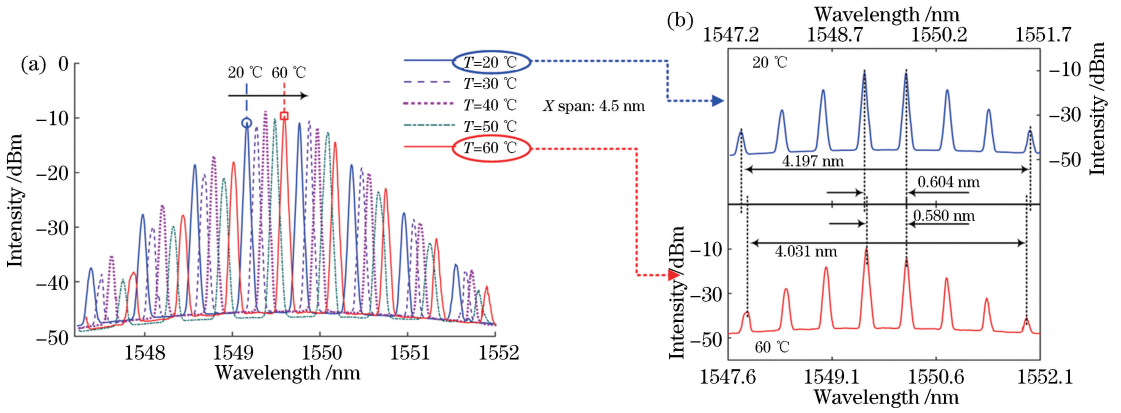 (a)
Intensity /dBm
0
−10
−20
−30
−40
−50
1548
1549
1550
1551
1552
Wavelength /nm
20 ℃ 60 ℃
T=20 ℃
T=30 ℃
T=40 ℃
T=50 ℃
T=60 ℃
X span: 4.5 nm
(b)
Wavelength /nm
1547.2 1548.7 1550.2 1551.7
20 ℃
−10
−30
−50
Intensity /dBm
4.197 nm
0.604 nm
0.580 nm
4.031 nm
Intensity /dBm
−10
−30
−50
60 ℃
1547.6 1549.1 1550.6 1552.1
Wavelength /nm